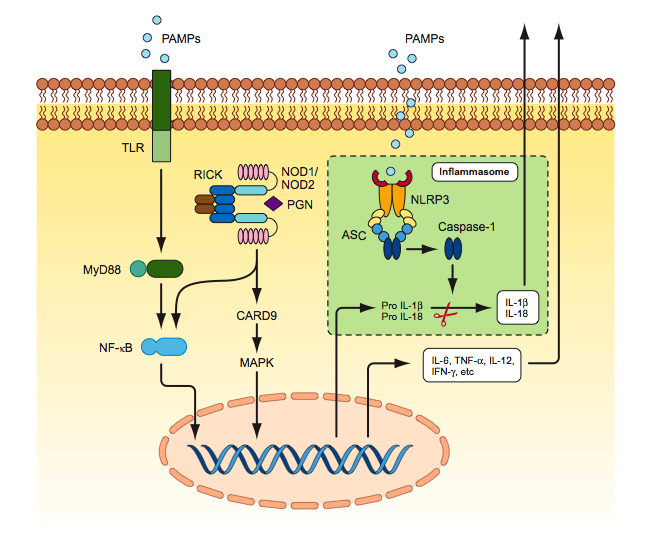 PAMPs
PAMPs
TLR
RICK
NOD1/
NOD2
PGN
Inflammasome
NLRP3
ASC
Caspase-1
MyD88
Pro IL-1β
Pro IL-18
IL-1β
IL-18
CARD9
NF-κB
MAPK
IL-6, TNF-α, IL-12,
IFN-γ, etc